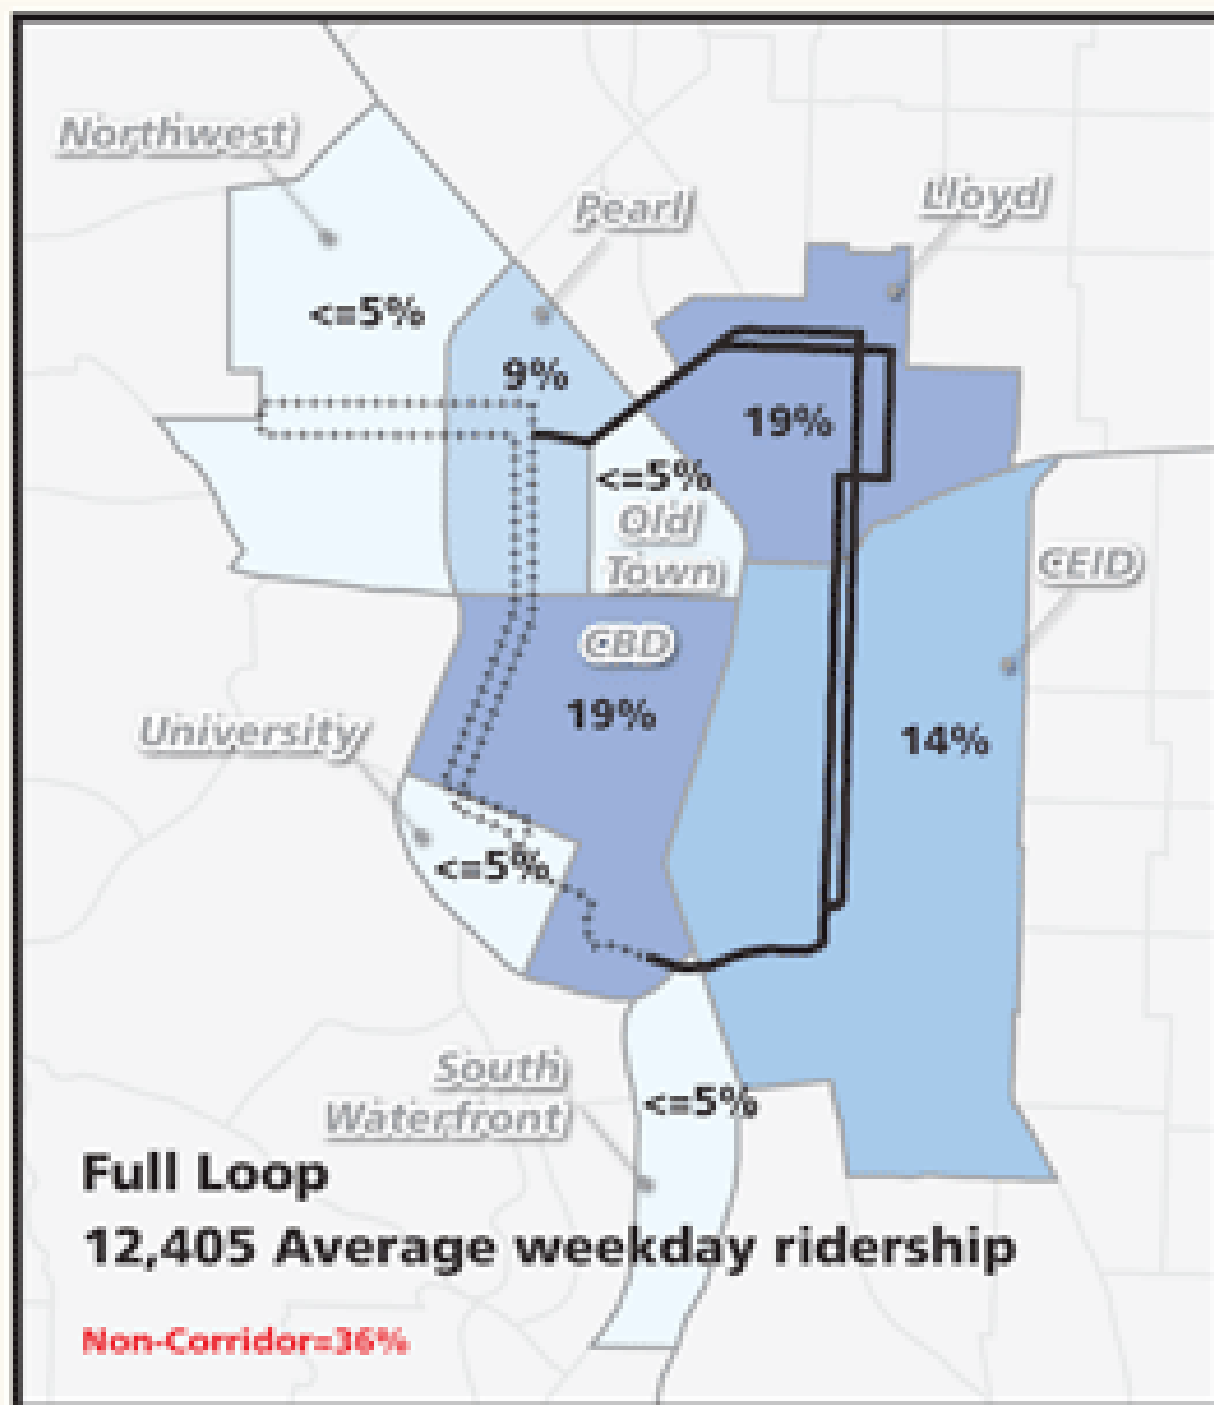 Northwest
Pearl
Lloyd
<=5%
9%
19%
<=5%
Old
Town
CEID
CBD
19%
University
14%
<=5%
South
Waterfront
<=5%
Full Loop
12,405 Average weekday ridership
Non-Corridor=36%